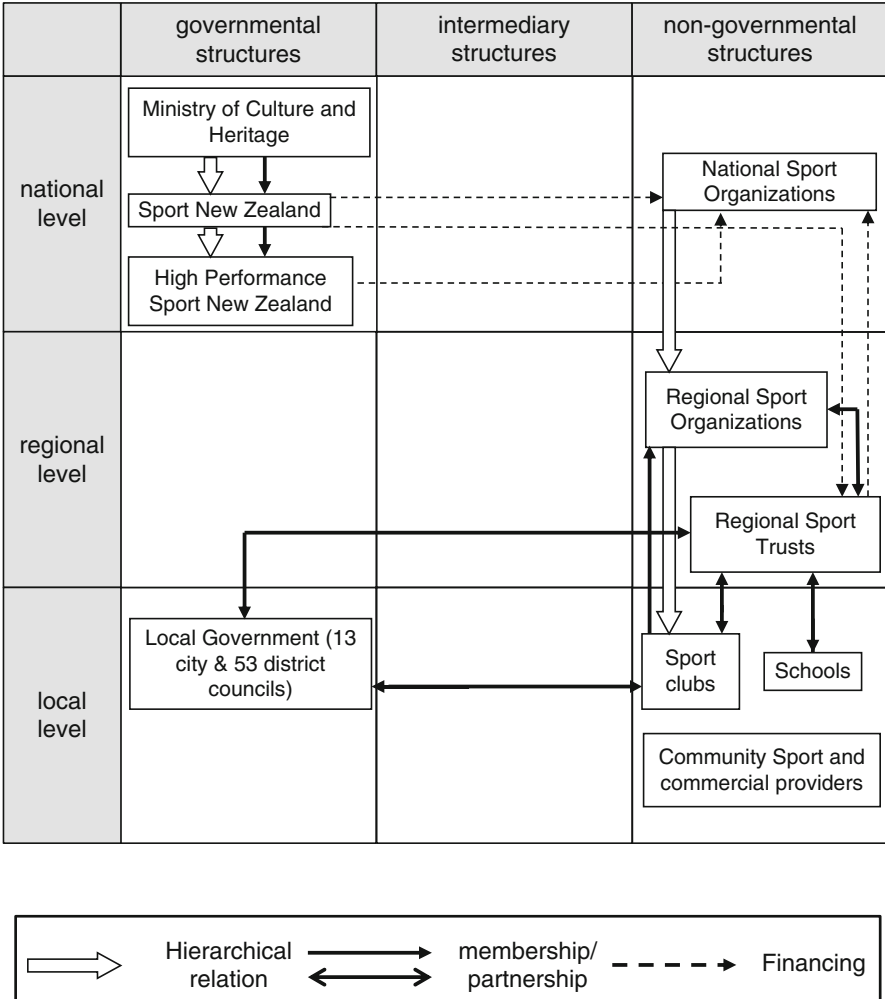 governmental
structures
intermediary
structures
non-governmental
structures
national
level
Ministry of Culture and
Heritage
Sport New Zealand
High Performance
Sport New Zealand
National Sport
Organizations
regional
level
Regional Sport
Organizations
Regional Sport
Trusts
local
level
Local Government (13
city & 53 district
councils)
Sport
clubs
Schools
Community Sport and
commercial providers
Hierarchical
relation
membership/
partnership
Financing